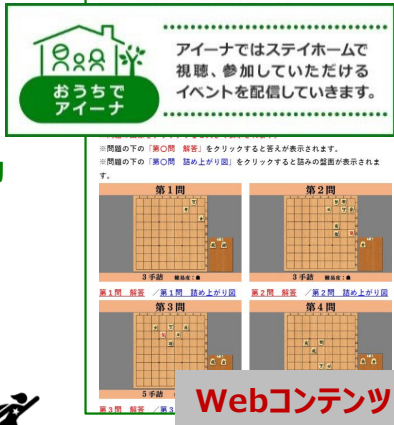 おうちで
アイーナ
アイーナではステイホームで
視聴、参加していただける
イベントを配信していきます。
※問題の下の「第〇問 解答」をクリックすると答えが表示されます。
※問題の下の「第〇問 詰め上がり図」をクリックすると詰みの盤面が表示されま
す。
第1問
第2問
3手詰
3手詰
第1問 解答 ／第1問 詰め上がり図
第2問 解答 ／第2問 詰め上がり図
第3問
第4問
5手詰
Webコンテンツ
第3問 解答 ／第3